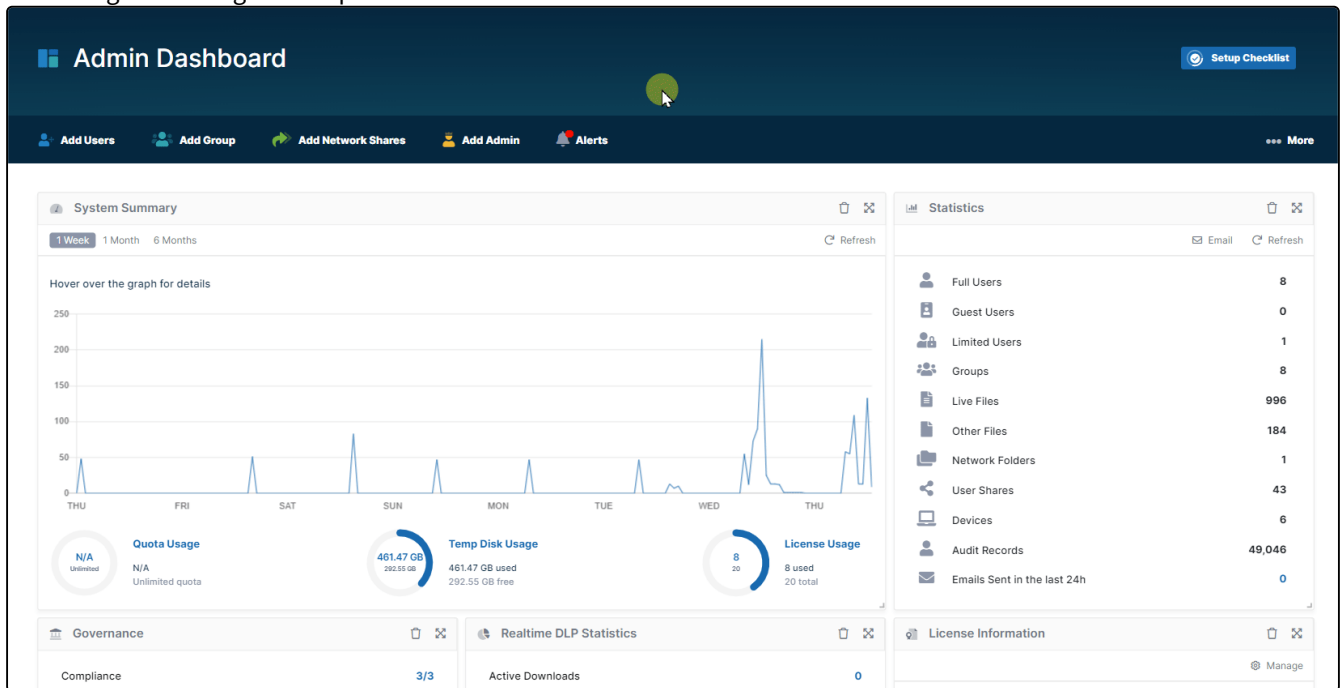 Admin Dashboard
Setup Checklist
Add Users
Add Group
Add Network Shares
Add Admin
Alerts
More
System Summary
1 Week 1 Month 6 Months
Refresh
Hover over the graph for details
250
200
150
100
50
0
THU FRI SAT SUN MON TUE WED THU
N/A
Unlimited
Quota Usage
N/A
Unlimited quota
461.47 GB
292.55 GB
Temp Disk Usage
461.47 GB used
292.55 GB free
8
20
License Usage
8 used
20 total
Statistics
Email Refresh
Full Users 8
Guest Users 0
Limited Users 1
Groups 8
Live Files 996
Other Files 184
Network Folders 1
User Shares 43
Devices 6
Audit Records 49,046
Emails Sent in the last 24h 0
Governance
Compliance 3/3
Realtime DLP Statistics
Active Downloads 0
License Information
Manage